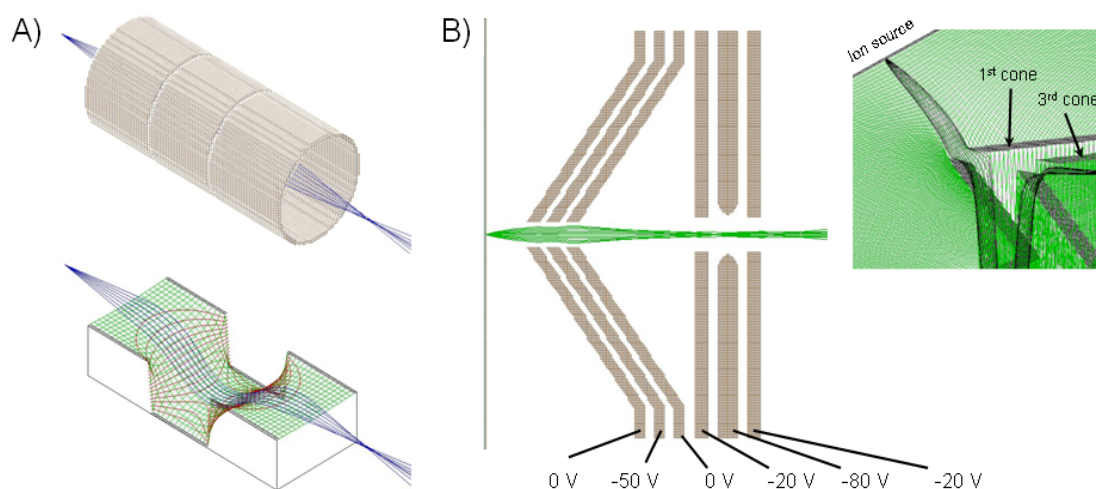 A)
B)
Ion source
1st cone
3rd cone
0 V
-50 V
0 V
-20 V
-80 V
-20 V